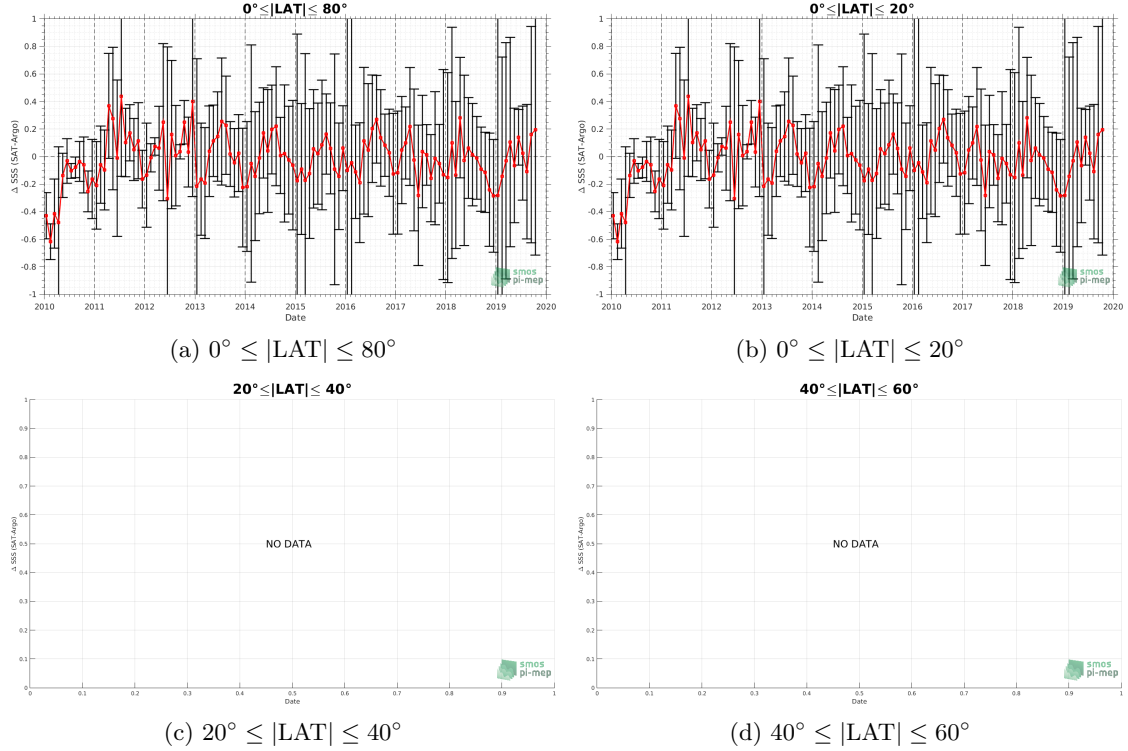 0°≤|LAT|≤ 80°
1
0.8
0.6
0.4
0.2
0
-0.2
-0.4
-0.6
-0.8
-1
Δ SSS (SAT-Argo)
2010 2011 2012 2013 2014 2015 2016 2017 2018 2019 2020
Date
smos
pi-mep
(a) 0° ≤ |LAT| ≤ 80°
0°≤|LAT|≤ 20°
1
0.8
0.6
0.4
0.2
0
-0.2
-0.4
-0.6
-0.8
-1
Δ SSS (SAT-Argo)
2010 2011 2012 2013 2014 2015 2016 2017 2018 2019 2020
Date
smos
pi-mep
(b) 0° ≤ |LAT| ≤ 20°
20°≤|LAT|≤ 40°
1
0.9
0.8
0.7
0.6
0.5
0.4
0.3
0.2
0.1
0
Δ SSS (SAT-Argo)
NO DATA
0 0.1 0.2 0.3 0.4 0.5 0.6 0.7 0.8 0.9 1
Date
smos
pi-mep
(c) 20° ≤ |LAT| ≤ 40°
40°≤|LAT|≤ 60°
1
0.9
0.8
0.7
0.6
0.5
0.4
0.3
0.2
0.1
0
Δ SSS (SAT-Argo)
NO DATA
0 0.1 0.2 0.3 0.4 0.5 0.6 0.7 0.8 0.9 1
Date
smos
pi-mep
(d) 40° ≤ |LAT| ≤ 60°